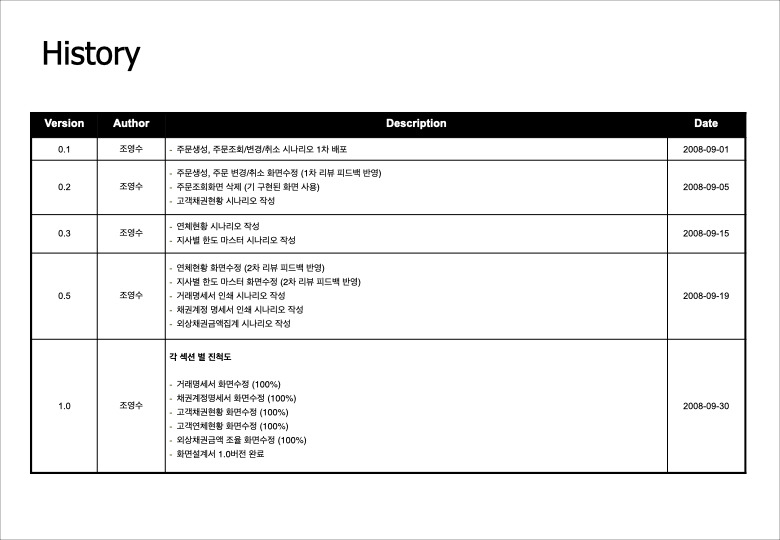 History
Version Author Description Date
0.1 조영수 - 주문생성, 주문조회/변경/취소 시나리오 1차 배포 2008-09-01
- 주문생성, 주문 변경/취소 화면수정 (1차 리뷰 피드백 반영)
0.2 조영수 - 주문조회화면 삭제 (기 구현된 화면 사용) 2008-09-05
- 고객채권현황 시나리오 작성
- 연체현황 시나리오 작성
0.3 조영수 2008-09-15
- 지사별 한도 마스터 시나리오 작성
- 연체현황 화면수정 (2차 리뷰 피드백 반영)
- 지사별 한도 마스터 화면수정 (2차 리뷰 피드백 반영)
0.5 조영수 - 거래명세서 인쇄 시나리오 작성 2008-09-19
- 채권계정 명세서 인쇄 시나리오 작성
- 외상채권금액집계 시나리오 작성
각 섹션 별 진척도
- 거래명세서 화면수정 (100%)
- 채권계정명세서 화면수정 (100%)
1.0 조영수 - 고객채권현황 화면수정 (100%) 2008-09-30
- 고객연체현황 화면수정 (100%)
- 외상채권금액 조율 화면수정 (100%)
- 화면설계서 1.0버전 완료